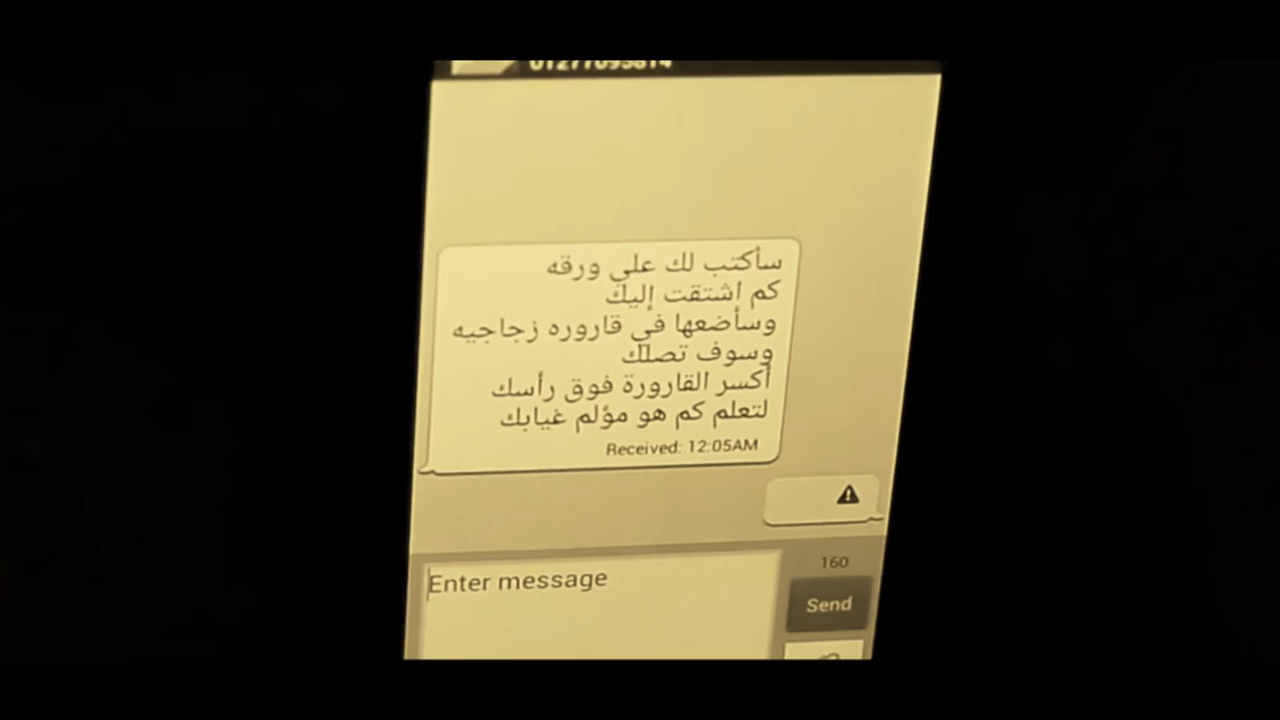 سأكتب لك علي ورقه
كم اشتقت إليك
وسأضعها في قاروره زجاجيه
وسوف تصلك
أكسر القارورة فوق رأسك
لتعلم كم هو مؤلم غيابك
Received: 12:05AM
160
Enter message
Send